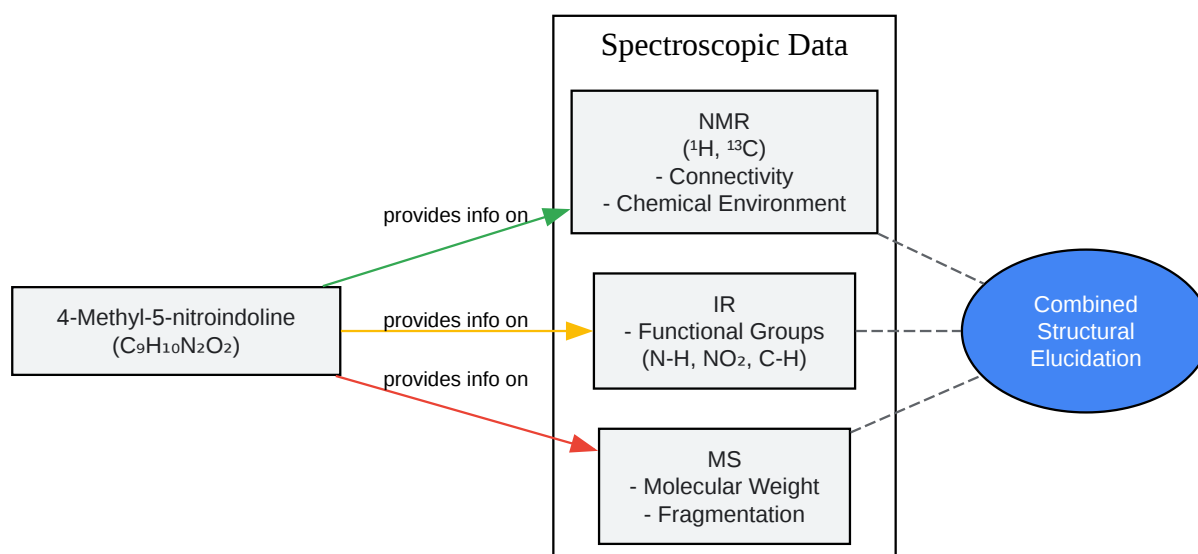 Spectroscopic Data
NMR
(¹H, ¹³C)
- Connectivity
- Chemical Environment
provides info on
4-Methyl-5-nitroindoline
(C₉H₁₀N₂O₂)
provides info on
IR
- Functional Groups
(N-H, NO₂, C-H)
Combined
Structural
Elucidation
provides info on
MS
- Molecular Weight
- Fragmentation